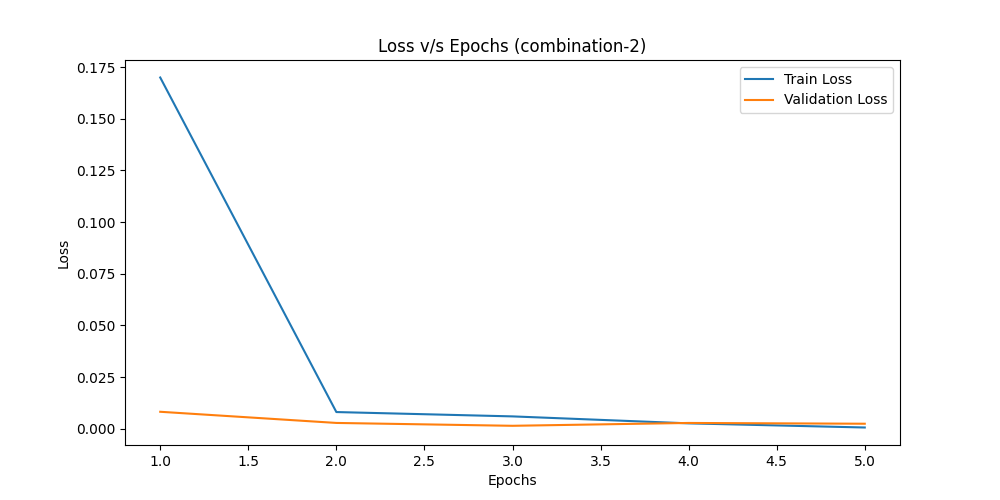 Loss v/s Epochs (combination-2)
0.175
0.150
0.125
0.100
0.075
0.050
0.025
0.000
Loss
Train Loss
Validation Loss
1.0 1.5 2.0 2.5 3.0 3.5 4.0 4.5 5.0
Epochs